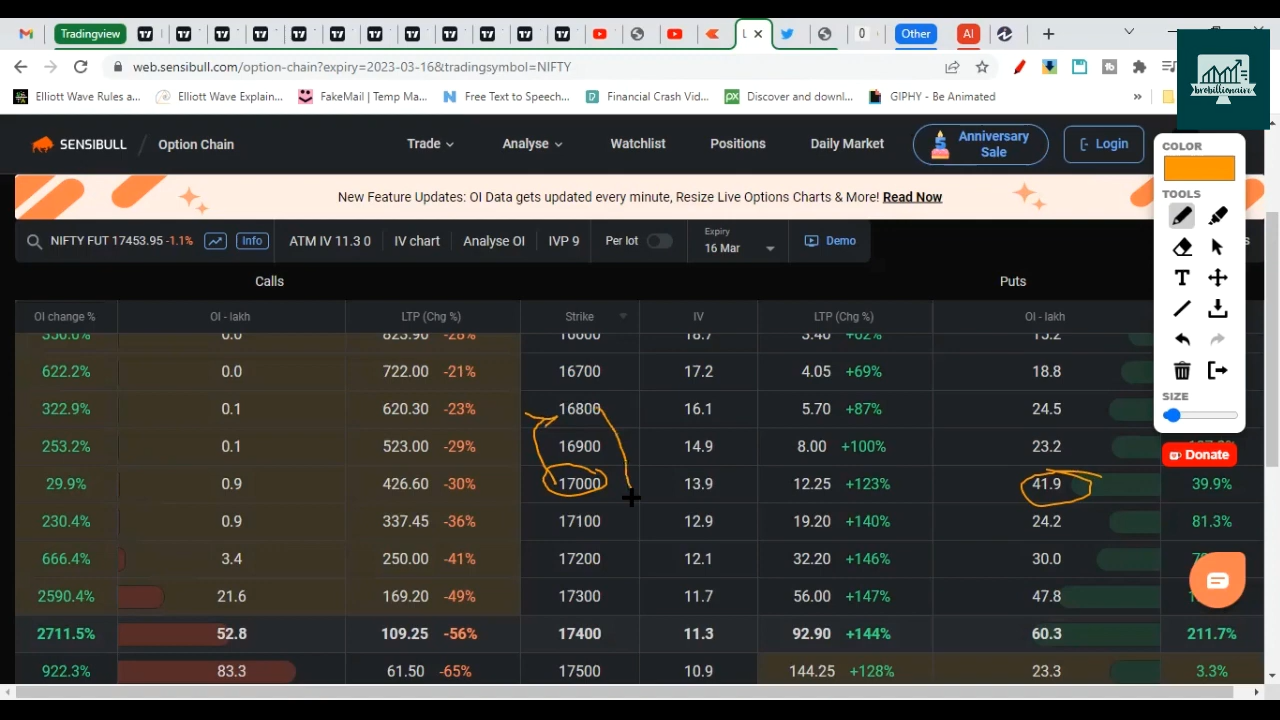 Tradingview
L
0
Other
AI
web.sensibull.com/option-chain?expiry=2023-03-16&tradingsymbol=NIFTY
Elliott Wave Rules a... Elliott Wave Explain... FakeMail | Temp Ma... Free Text to Speech... Financial Crash Vid... Discover and downl... GIPHY - Be Animated »
brobillionaire
SENSIBULL / Option Chain Trade Analyse Watchlist Positions Daily Market Anniversary Sale Login
New Feature Updates: OI Data gets updated every minute, Resize Live Options Charts & More! Read Now
NIFTY FUT 17453.95 -1.1% Info ATM IV 11.3 0 IV chart Analyse OI IVP 9 Per lot Expiry 16 Mar Demo
Calls Puts
OI change % OI - lakh LTP (Chg %) Strike IV LTP (Chg %) OI - lakh
622.2% 0.0 722.00 -21% 16700 17.2 4.05 +69% 18.8
322.9% 0.1 620.30 -23% 16800 16.1 5.70 +87% 24.5
253.2% 0.1 523.00 -29% 16900 14.9 8.00 +100% 23.2
29.9% 0.9 426.60 -30% 17000 13.9 12.25 +123% 41.9 39.9%
230.4% 0.9 337.45 -36% 17100 12.9 19.20 +140% 24.2 81.3%
666.4% 3.4 250.00 -41% 17200 12.1 32.20 +146% 30.0
2590.4% 21.6 169.20 -49% 17300 11.7 56.00 +147% 47.8
2711.5% 52.8 109.25 -56% 17400 11.3 92.90 +144% 60.3 211.7%
922.3% 83.3 61.50 -65% 17500 10.9 144.25 +128% 23.3 3.3%
COLOR
TOOLS
T
SIZE
Donate